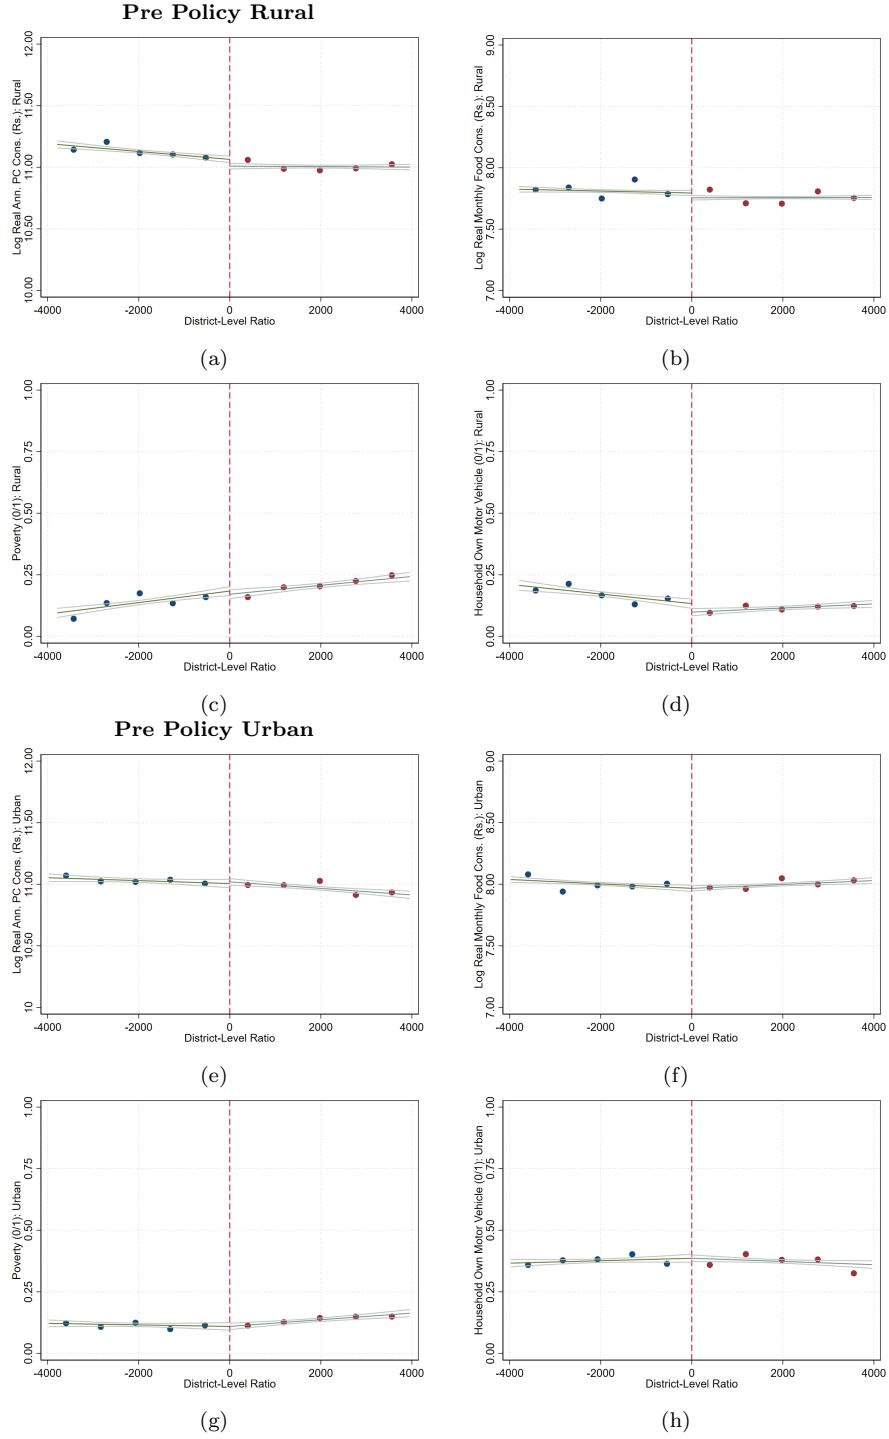 Pre Policy Rural
Log Real Ann. PC Cons. (Rs.): Rural
10.00 10.50 11.00 11.50 12.00
-4000 -2000 0 2000 4000
District-Level Ratio
(a)
Log Real Monthly Food Cons. (Rs.): Rural
7.00 7.50 8.00 8.50 9.00
-4000 -2000 0 2000 4000
District-Level Ratio
(b)
Poverty (0/1): Rural
0.00 0.25 0.50 0.75 1.00
-4000 -2000 0 2000 4000
District-Level Ratio
(c)
Household Own Motor Vehicle (0/1): Rural
0.00 0.25 0.50 0.75 1.00
-4000 -2000 0 2000 4000
District-Level Ratio
(d)
Pre Policy Urban
Log Real Ann. PC Cons. (Rs.): Urban
10 10.50 11.00 11.50 12.00
-4000 -2000 0 2000 4000
District-Level Ratio
(e)
Log Real Monthly Food Cons. (Rs.): Urban
7.00 7.50 8.00 8.50 9.00
-4000 -2000 0 2000 4000
District-Level Ratio
(f)
Poverty (0/1): Urban
0.00 0.25 0.50 0.75 1.00
-4000 -2000 0 2000 4000
District-Level Ratio
(g)
Household Own Motor Vehicle (0/1): Urban
0.00 0.25 0.50 0.75 1.00
-4000 -2000 0 2000 4000
District-Level Ratio
(h)